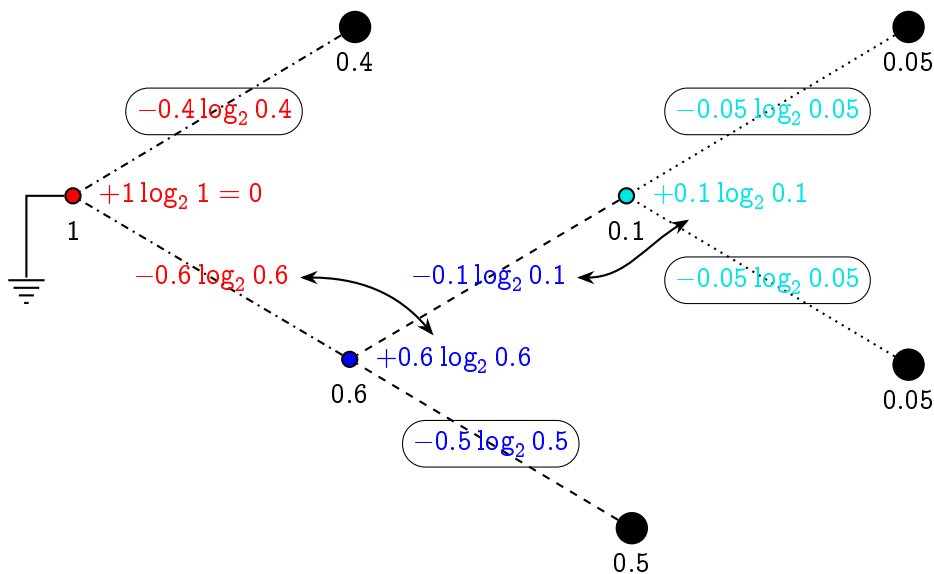 0.4
0.05
−0.4 log₂ 0.4
−0.05 log₂ 0.05
+1 log₂ 1 = 0
+0.1 log₂ 0.1
1
0.1
−0.6 log₂ 0.6
−0.1 log₂ 0.1
−0.05 log₂ 0.05
+0.6 log₂ 0.6
0.6
0.05
−0.5 log₂ 0.5
0.5